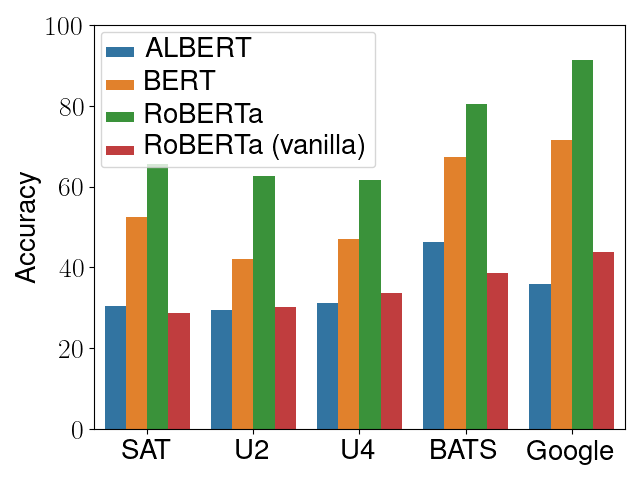 100
80
60
40
20
0
Accuracy
ALBERT
BERT
RoBERTa
RoBERTa (vanilla)
SAT U2 U4 BATS Google